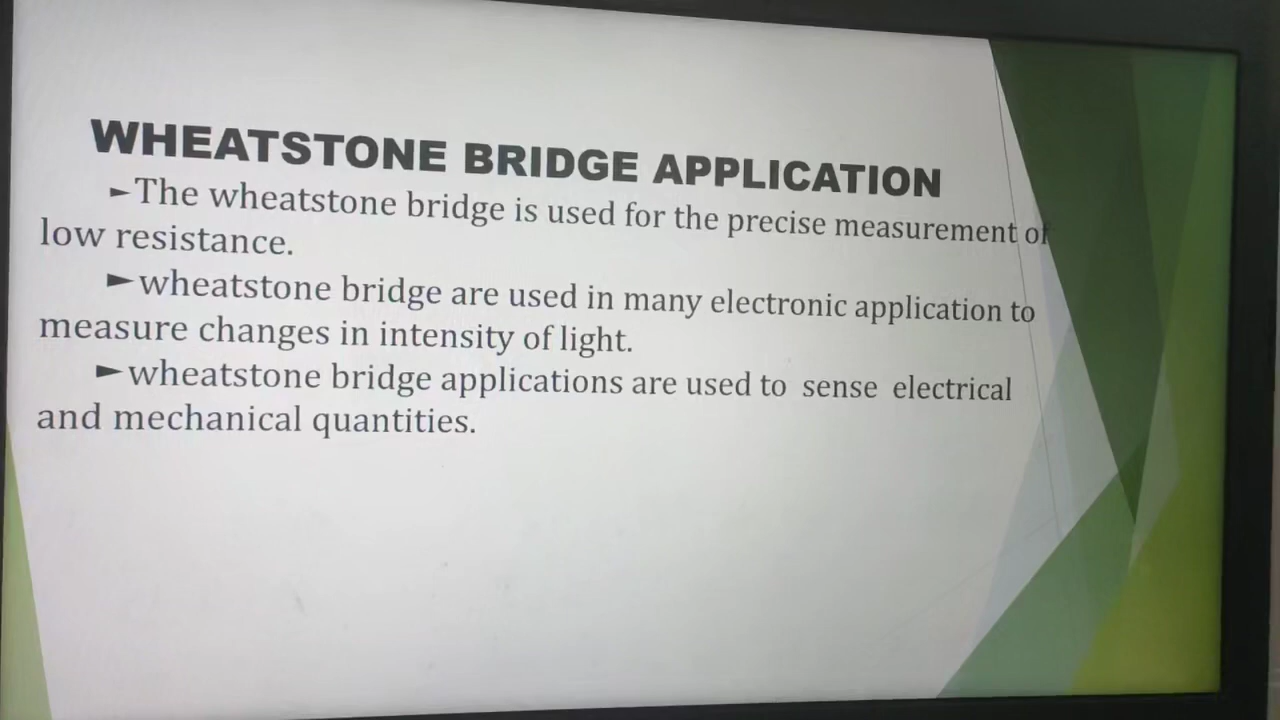 WHEATSTONE BRIDGE APPLICATION
►The wheatstone bridge is used for the precise measurement of
low resistance.
►wheatstone bridge are used in many electronic application to
measure changes in intensity of light.
►wheatstone bridge applications are used to sense electrical
and mechanical quantities.